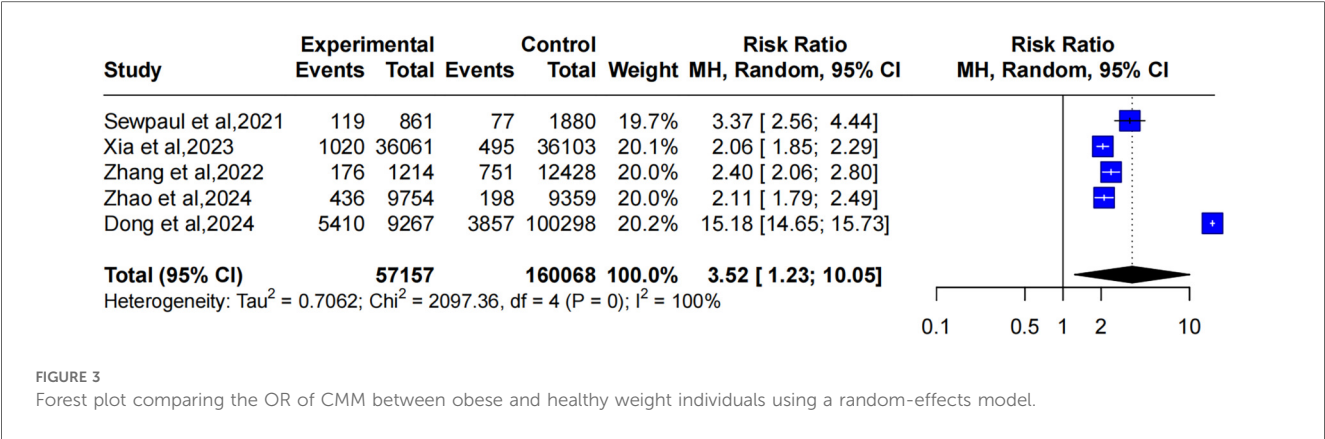 Experimental Control Risk Ratio Risk Ratio
Study Events Total Events Total Weight MH, Random, 95% CI MH, Random, 95% CI
Sewpaul et al,2021 119 861 77 1880 19.7% 3.37 [ 2.56; 4.44]
Xia et al,2023 1020 36061 495 36103 20.1% 2.06 [ 1.85; 2.29]
Zhang et al,2022 176 1214 751 12428 20.0% 2.40 [ 2.06; 2.80]
Zhao et al,2024 436 9754 198 9359 20.0% 2.11 [ 1.79; 2.49]
Dong et al,2024 5410 9267 3857 100298 20.2% 15.18 [14.65; 15.73]
Total (95% CI) 57157 160068 100.0% 3.52 [ 1.23; 10.05]
Heterogeneity: Tau² = 0.7062; Chi² = 2097.36, df = 4 (P = 0); I² = 100%
0.1 0.5 1 2 10
FIGURE 3
Forest plot comparing the OR of CMM between obese and healthy weight individuals using a random-effects model.